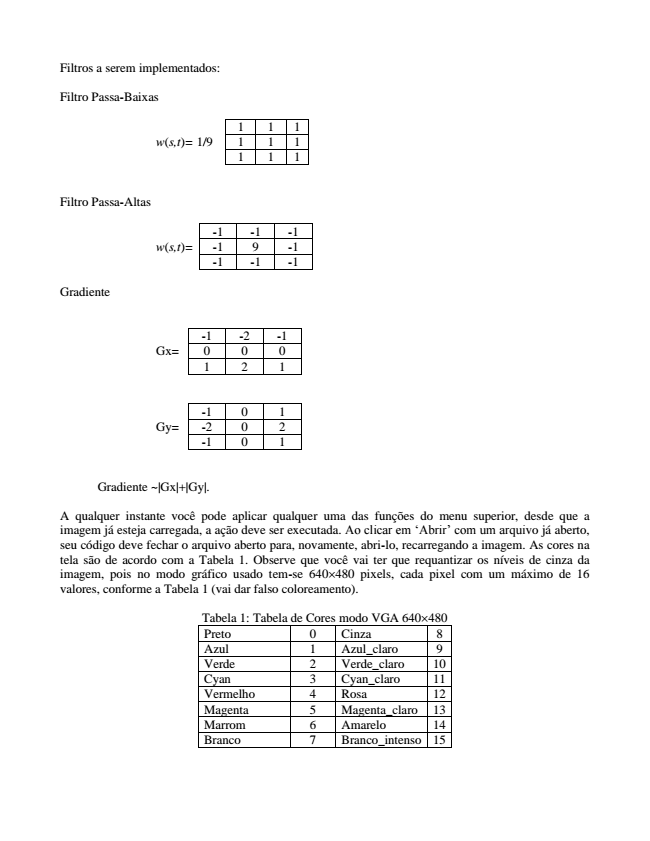 Filtros a serem implementados:
Filtro Passa-Baixas
w(s,t)= 1/9
1 1 1
1 1 1
1 1 1
Filtro Passa-Altas
w(s,t)=
-1 -1 -1
-1 9 -1
-1 -1 -1
Gradiente
Gx=
-1 -2 -1
0 0 0
1 2 1
Gy=
-1 0 1
-2 0 2
-1 0 1
Gradiente ~|Gx|+|Gy|.
A qualquer instante você pode aplicar qualquer uma das funções do menu superior, desde que a
imagem já esteja carregada, a ação deve ser executada. Ao clicar em ‘Abrir’ com um arquivo já aberto,
seu código deve fechar o arquivo aberto para, novamente, abri-lo, recarregando a imagem. As cores na
tela são de acordo com a Tabela 1. Observe que você vai ter que requantizar os níveis de cinza da
imagem, pois no modo gráfico usado tem-se 640×480 pixels, cada pixel com um máximo de 16
valores, conforme a Tabela 1 (vai dar falso coloreamento).
Tabela 1: Tabela de Cores modo VGA 640×480
Preto 0 Cinza 8
Azul 1 Azul_claro 9
Verde 2 Verde_claro 10
Cyan 3 Cyan_claro 11
Vermelho 4 Rosa 12
Magenta 5 Magenta_claro 13
Marrom 6 Amarelo 14
Branco 7 Branco_intenso 15